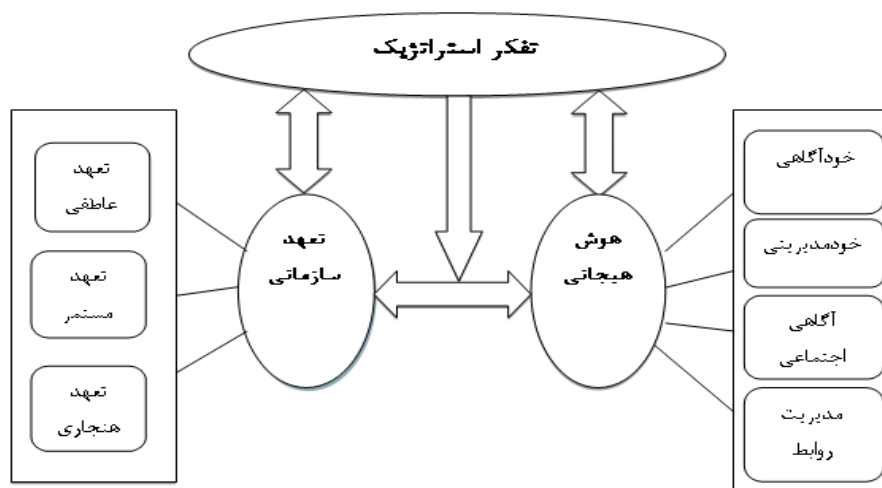 تفکر استراتژیک
خودآگاهی
خودمدیریتی
آگاهی
اجتماعی
مدیریت
روابط
هوش
هیجانی
تعهد
سازمانی
تعهد
عاطفی
تعهد
مستمر
تعهد
هنجاری